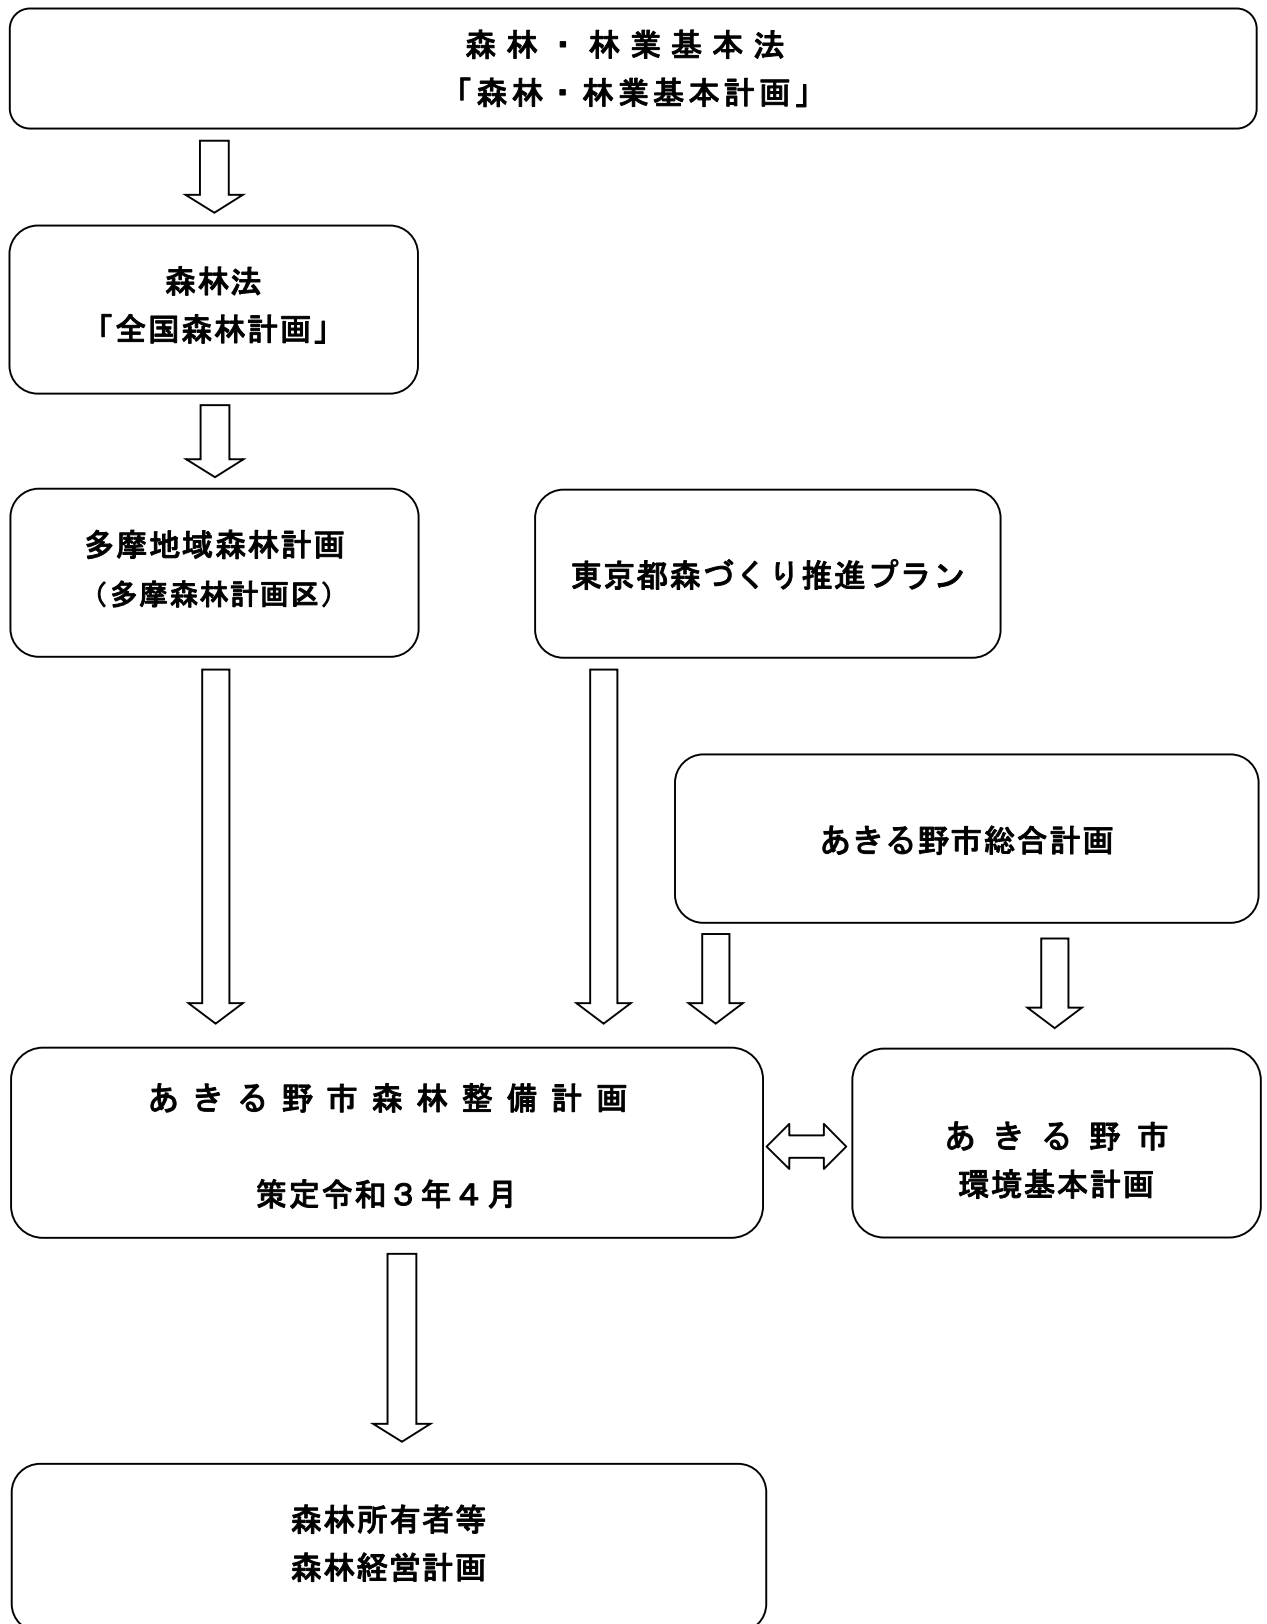 森林・林業基本法
「森林・林業基本計画」
森林法
「全国森林計画」
多摩地域森林計画
（多摩森林計画区）
東京都森づくり推進プラン
あきる野市総合計画
あきる野市森林整備計画
策定令和３年４月
あきる野市
環境基本計画
森林所有者等
森林経営計画